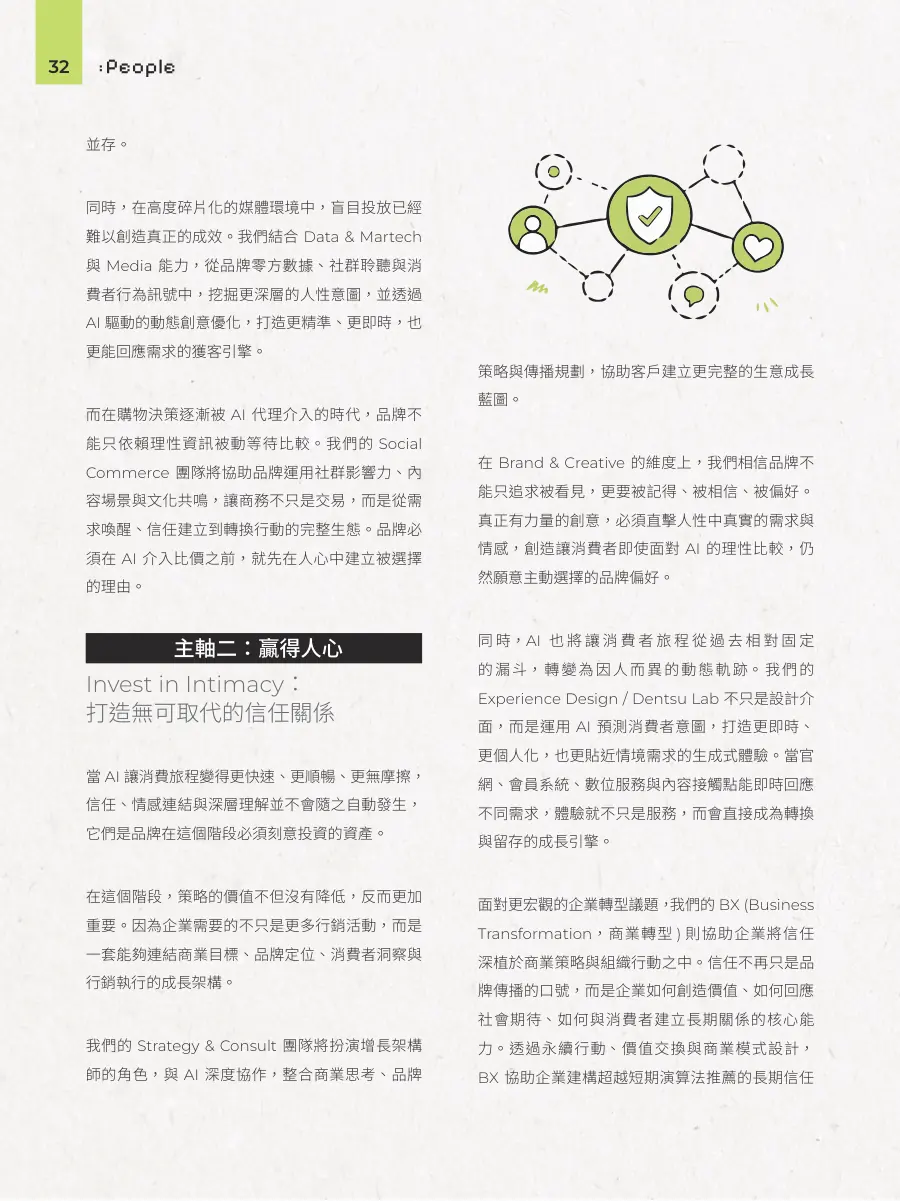 32
:People
並存。
同時，在高度碎片化的媒體環境中，盲目投放已經
難以創造真正的成效。我們結合 Data & Martech
與 Media 能力，從品牌零方數據、社群聆聽與消
費者行為訊號中，挖掘更深層的人性意圖，並透過
AI 驅動的動態創意優化，打造更精準、更即時，也
更能回應需求的獲客引擎。
而在購物決策逐漸被 AI 代理介入的時代，品牌不
能只依賴理性資訊被動等待比較。我們的 Social
Commerce 團隊將協助品牌運用社群影響力、內
容場景與文化共鳴，讓商務不只是交易，而是從需
求喚醒、信任建立到轉換行動的完整生態。品牌必
須在 AI 介入比價之前，就先在人心中建立被選擇
的理由。
主軸二：贏得人心
Invest in Intimacy：
打造無可取代的信任關係
當 AI 讓消費旅程變得更快速、更順暢、更無摩擦，
信任、情感連結與深層理解並不會隨之自動發生，
它們是品牌在這個階段必須刻意投資的資產。
在這個階段，策略的價值不但沒有降低，反而更加
重要。因為企業需要的不只是更多行銷活動，而是
一套能夠連結商業目標、品牌定位、消費者洞察與
行銷執行的成長架構。
我們的 Strategy & Consult 團隊將扮演增長架構
師的角色，與 AI 深度協作，整合商業思考、品牌
策略與傳播規劃，協助客戶建立更完整的生意成長
藍圖。
在 Brand & Creative 的維度上，我們相信品牌不
能只追求被看見，更要被記得、被相信、被偏好。
真正有力量的創意，必須直擊人性中真實的需求與
情感，創造讓消費者即使面對 AI 的理性比較，仍
然願意主動選擇的品牌偏好。
同時，AI 也將讓消費者旅程從過去相對固定
的漏斗，轉變為因人而異的動態軌跡。我們的
Experience Design / Dentsu Lab 不只是設計介
面，而是運用 AI 預測消費者意圖，打造更即時、
更個人化，也更貼近情境需求的生成式體驗。當官
網、會員系統、數位服務與內容接觸點能即時回應
不同需求，體驗就不只是服務，而會直接成為轉換
與留存的成長引擎。
面對更宏觀的企業轉型議題，我們的 BX (Business
Transformation，商業轉型 ) 則協助企業將信任
深植於商業策略與組織行動之中。信任不再只是品
牌傳播的口號，而是企業如何創造價值、如何回應
社會期待、如何與消費者建立長期關係的核心能
力。透過永續行動、價值交換與商業模式設計，
BX 協助企業建構超越短期演算法推薦的長期信任